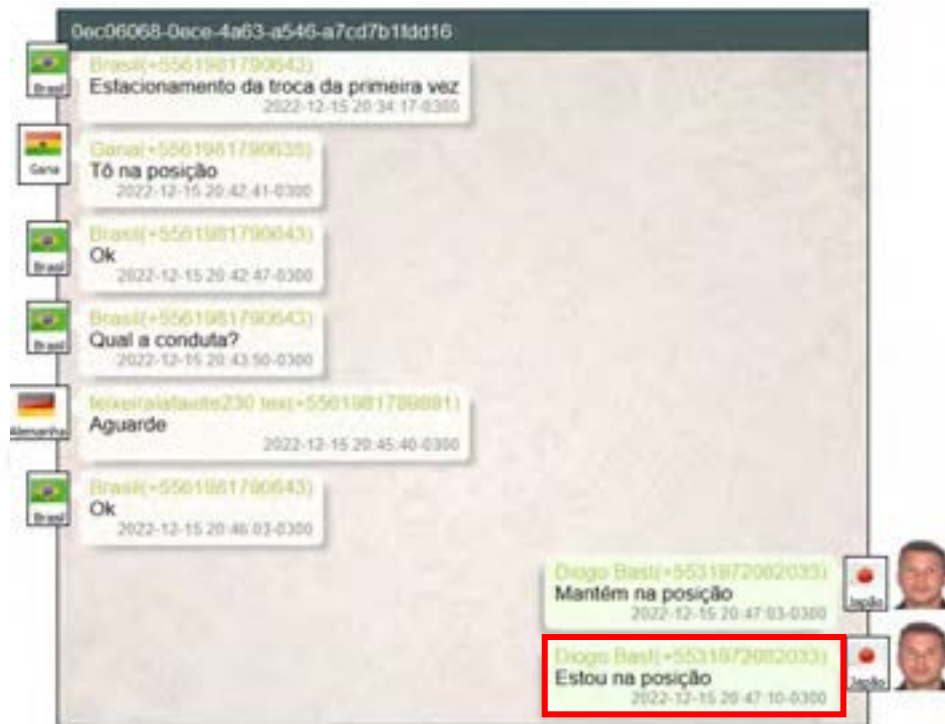 0ec06068-0ece-4a63-a546-a7cd7b1fdd16
Brasil
Brasil(+5561981790643)
Estacionamento da troca da primeira vez
2022-12-15 20:34:17-0300
Gana
Gana(+5561981790635)
Tô na posição
2022-12-15 20:42:41-0300
Brasil
Brasil(+5561981790643)
Ok
2022-12-15 20:42:47-0300
Brasil
Brasil(+5561981790643)
Qual a conduta?
2022-12-15 20:43:50-0300
Alemanha
Aguarde
2022-12-15 20:45:40-0300
Brasil
Brasil(+5561981790643)
Ok
2022-12-15 20:46:03-0300
Diogo Bast(+5531972082033)
Mantém na posição
2022-12-15 20:47:03-0300
Japão
Diogo Bast(+5531972082033)
Estou na posição
2022-12-15 20:47:10-0300
Japão